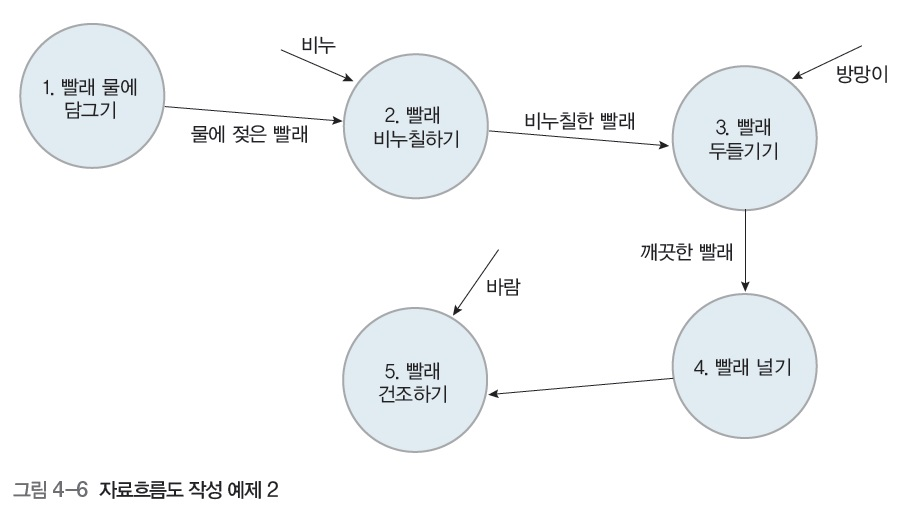 1. 빨래 물에
담그기
비누
물에 젖은 빨래
2. 빨래
비누칠하기
비누칠한 빨래
방망이
3. 빨래
두들기기
깨끗한 빨래
바람
5. 빨래
건조하기
4. 빨래 널기
그림 4-6 자료흐름도 작성 예제 2